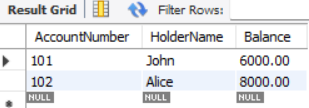 Result Grid Filter Rows:
AccountNumber HolderName Balance
101 John 6000.00
102 Alice 8000.00
NULL NULL NULL